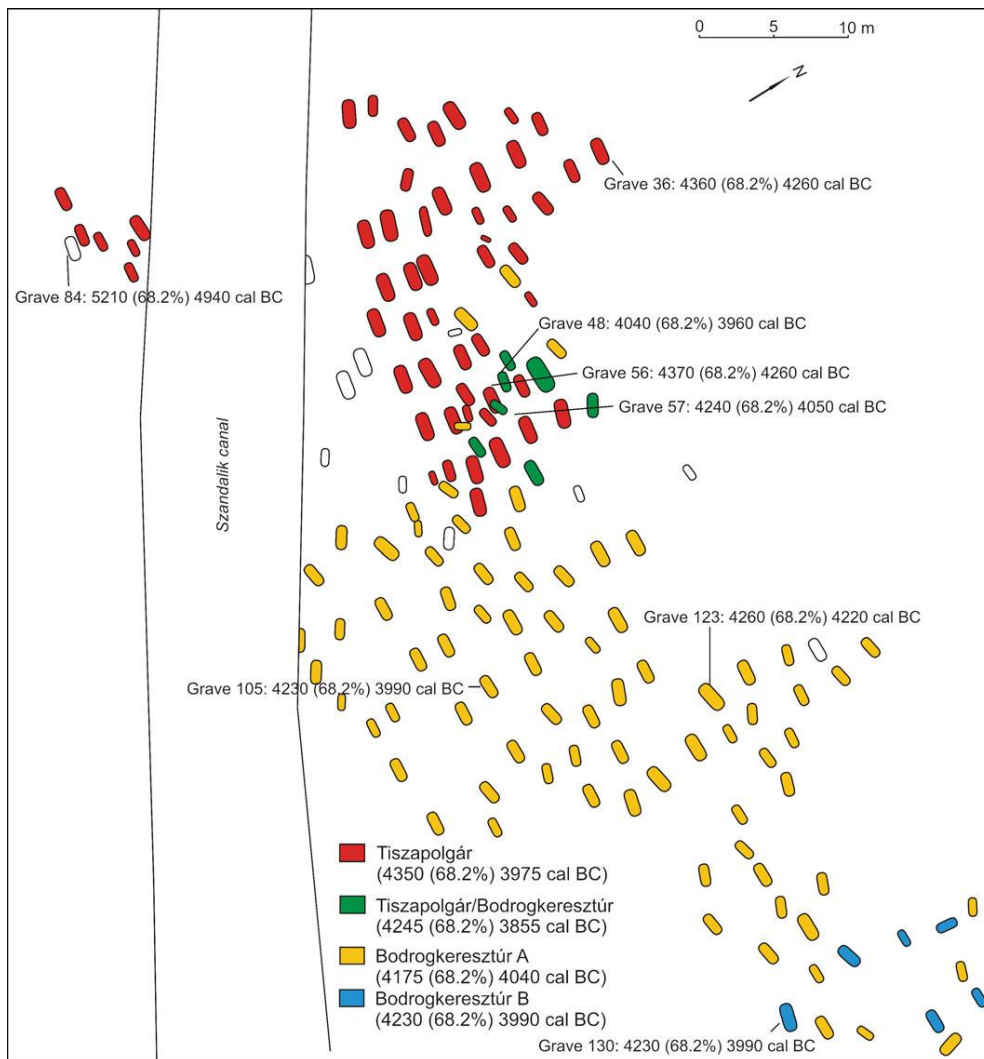 0 5 10 m
N
Grave 36: 4360 (68.2%) 4260 cal BC
Grave 84: 5210 (68.2%) 4940 cal BC
Grave 48: 4040 (68.2%) 3960 cal BC
Grave 56: 4370 (68.2%) 4260 cal BC
Grave 57: 4240 (68.2%) 4050 cal BC
Szandalik canal
Grave 123: 4260 (68.2%) 4220 cal BC
Grave 105: 4230 (68.2%) 3990 cal BC
Tiszapolgár
(4350 (68.2%) 3975 cal BC)
Tiszapolgár/Bodrogkeresztúr
(4245 (68.2%) 3855 cal BC)
Bodrogkeresztúr A
(4175 (68.2%) 4040 cal BC)
Bodrogkeresztúr B
(4230 (68.2%) 3990 cal BC)
Grave 130: 4230 (68.2%) 3990 cal BC